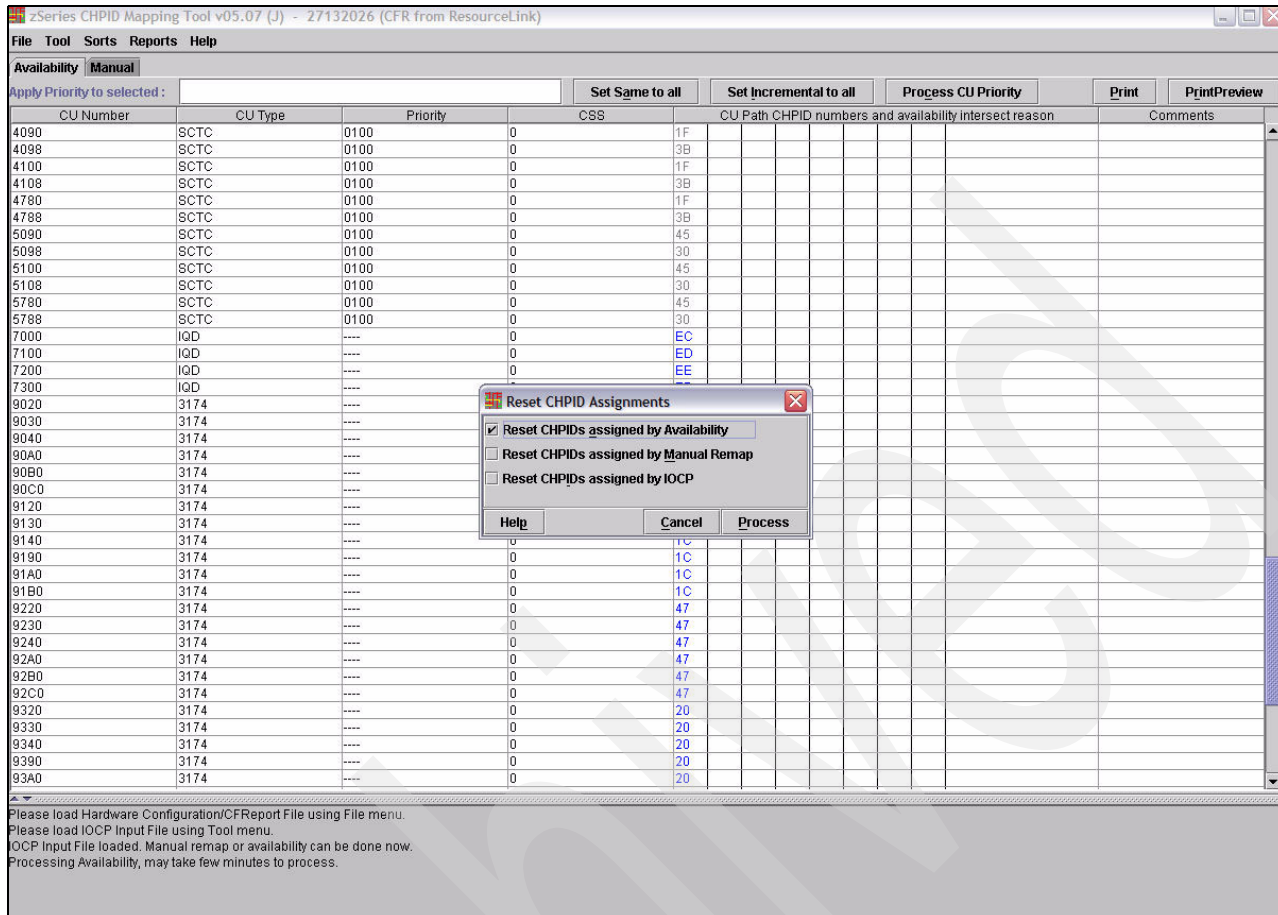 zSeries CHPID Mapping Tool v05.07 (J) - 27132026 (CFR from ResourceLink)
File Tool Sorts Reports Help
Availability Manual
Apply Priority to selected : Set Same to all Set Incremental to all Process CU Priority Print PrintPreview
CU Number CU Type Priority CSS CU Path CHPID numbers and availability intersect reason Comments
4090 SCTC 0100 0 1F
4098 SCTC 0100 0 3B
4100 SCTC 0100 0 1F
4108 SCTC 0100 0 3B
4780 SCTC 0100 0 1F
4788 SCTC 0100 0 3B
5090 SCTC 0100 0 45
5098 SCTC 0100 0 30
5100 SCTC 0100 0 45
5108 SCTC 0100 0 30
5780 SCTC 0100 0 45
5788 SCTC 0100 0 30
7000 IQD ---- 0 EC
7100 IQD ---- 0 ED
7200 IQD ---- 0 EE
7300 IQD ----
9020 3174 ----
9030 3174 ----
9040 3174 ----
90A0 3174 ----
90B0 3174 ----
90C0 3174 ----
9120 3174 ----
9130 3174 ----
9140 3174 ---- 0 1C
9190 3174 ---- 0 1C
91A0 3174 ---- 0 1C
91B0 3174 ---- 0 1C
9220 3174 ---- 0 47
9230 3174 ---- 0 47
9240 3174 ---- 0 47
92A0 3174 ---- 0 47
92B0 3174 ---- 0 47
92C0 3174 ---- 0 47
9320 3174 ---- 0 20
9330 3174 ---- 0 20
9340 3174 ---- 0 20
9390 3174 ---- 0 20
93A0 3174 ---- 0 20
Reset CHPID Assignments
Reset CHPIDs assigned by Availability
Reset CHPIDs assigned by Manual Remap
Reset CHPIDs assigned by IOCP
Help Cancel Process
Please load Hardware Configuration/CFReport File using File menu.
Please load IOCP Input File using Tool menu.
IOCP Input File loaded. Manual remap or availability can be done now.
Processing Availability, may take few minutes to process.